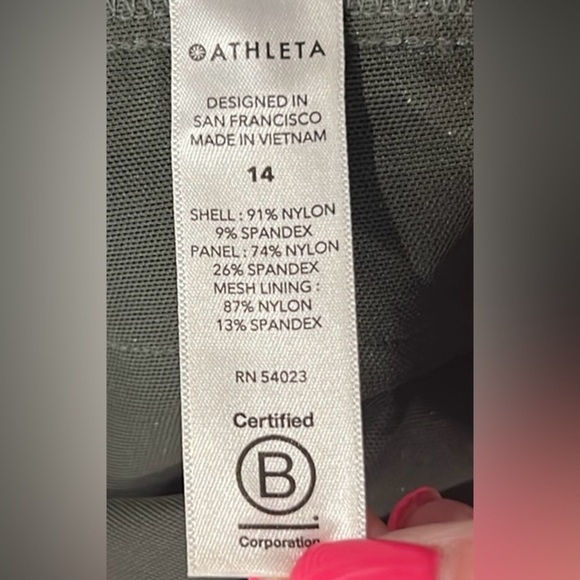 ATHLETA
DESIGNED IN
SAN FRANCISCO
MADE IN VIETNAM
14
SHELL : 91% NYLON
9% SPANDEX
PANEL : 74% NYLON
26% SPANDEX
MESH LINING :
87% NYLON
13% SPANDEX
RN 54023
Certified
B
Corporation